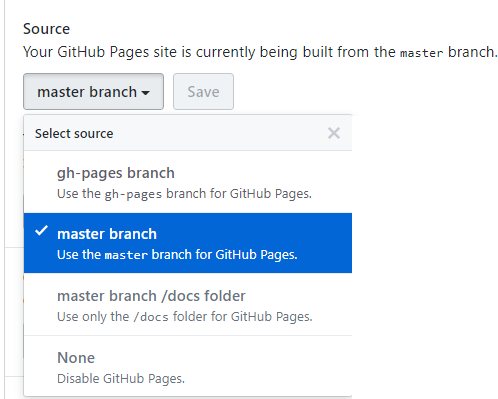 Source
Your GitHub Pages site is currently being built from the master branch.
master branch
Save
Select source
gh-pages branch
Use the gh-pages branch for GitHub Pages.
master branch
Use the master branch for GitHub Pages.
master branch /docs folder
Use only the /docs folder for GitHub Pages.
None
Disable GitHub Pages.